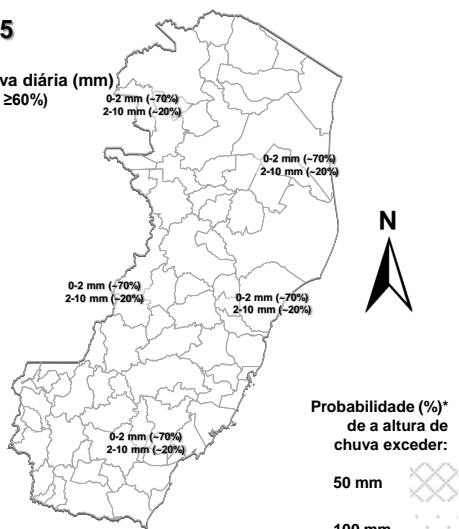 5
va diária (mm)
≥60%)
0-2 mm (~70%)
2-10 mm (~20%)
0-2 mm (~70%)
2-10 mm (~20%)
0-2 mm (~70%)
2-10 mm (~20%)
0-2 mm (~70%)
2-10 mm (~20%)
N
0-2 mm (~70%)
2-10 mm (~20%)
Probabilidade (%)*
de a altura de
chuva exceder:
50 mm
100 mm